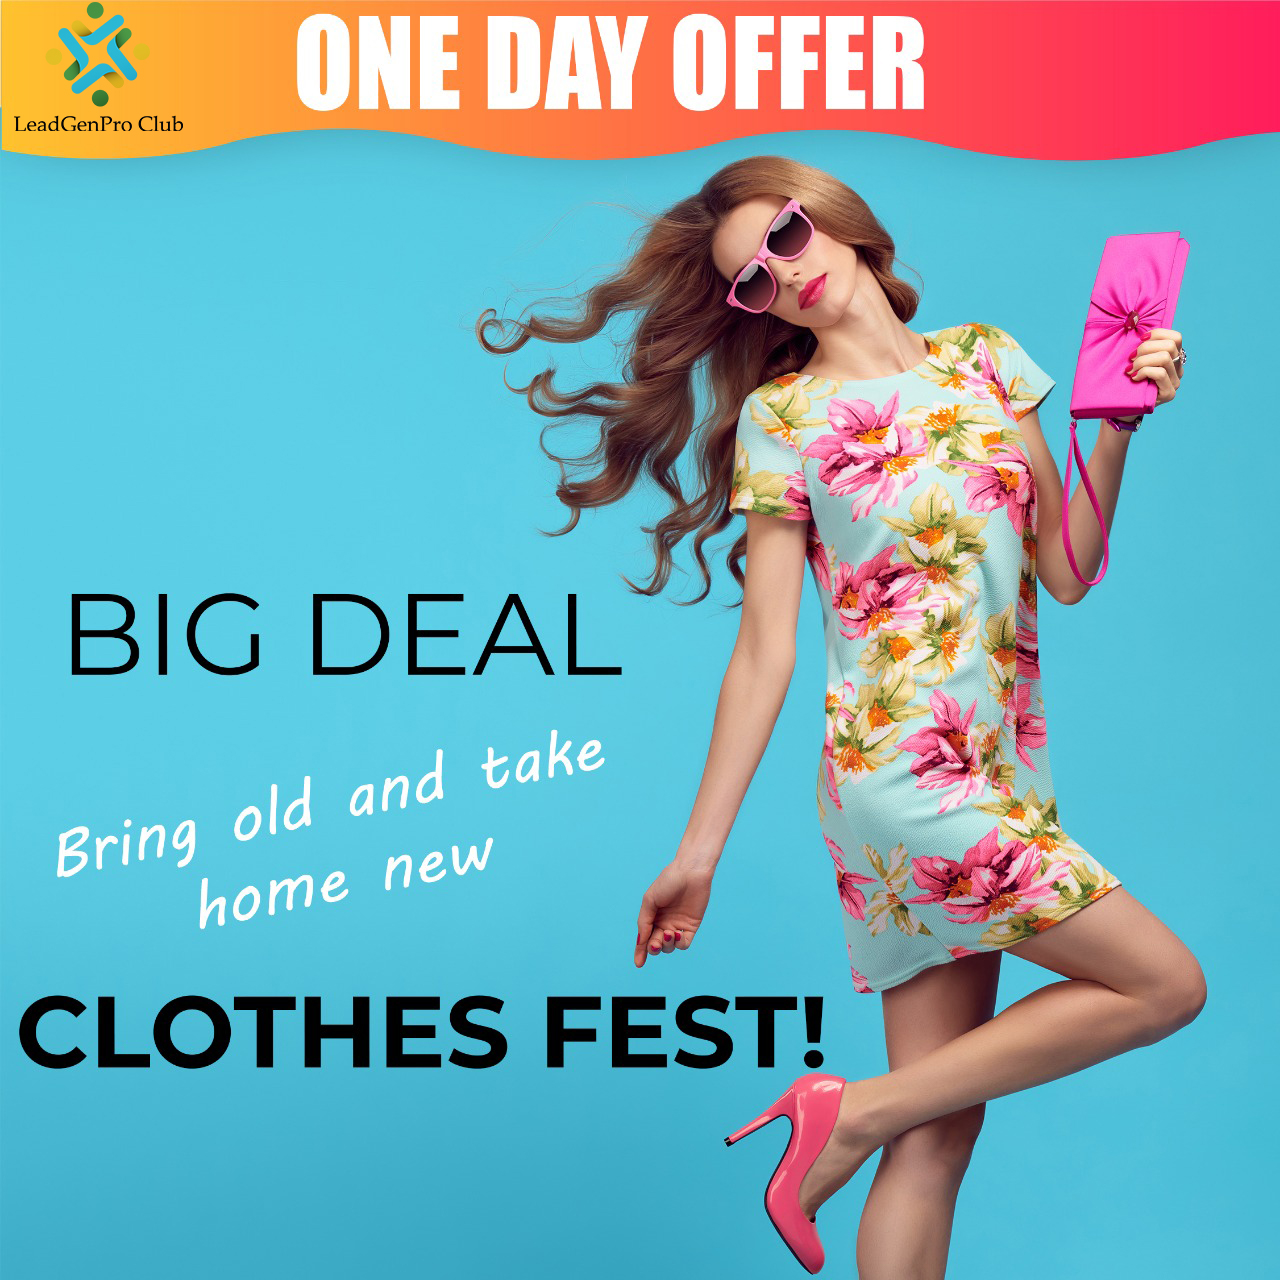 ONE DAY OFFER
LeadGenPro Club
BIG DEAL
Bring old and take
home new
CLOTHES FEST!